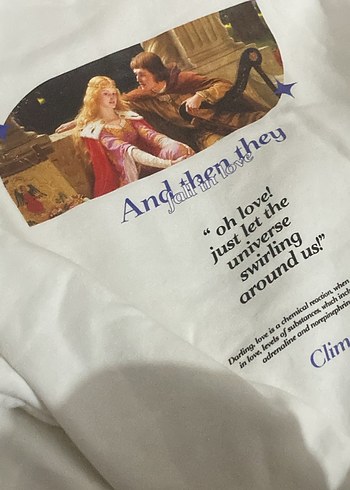 And then they
fall in love
“ oh love!
just let the
universe
swirling
around us!”
Darling, love is a chemical reaction, when
in love, levels of substances, which incl
adrenaline and norepinephrin
Clim